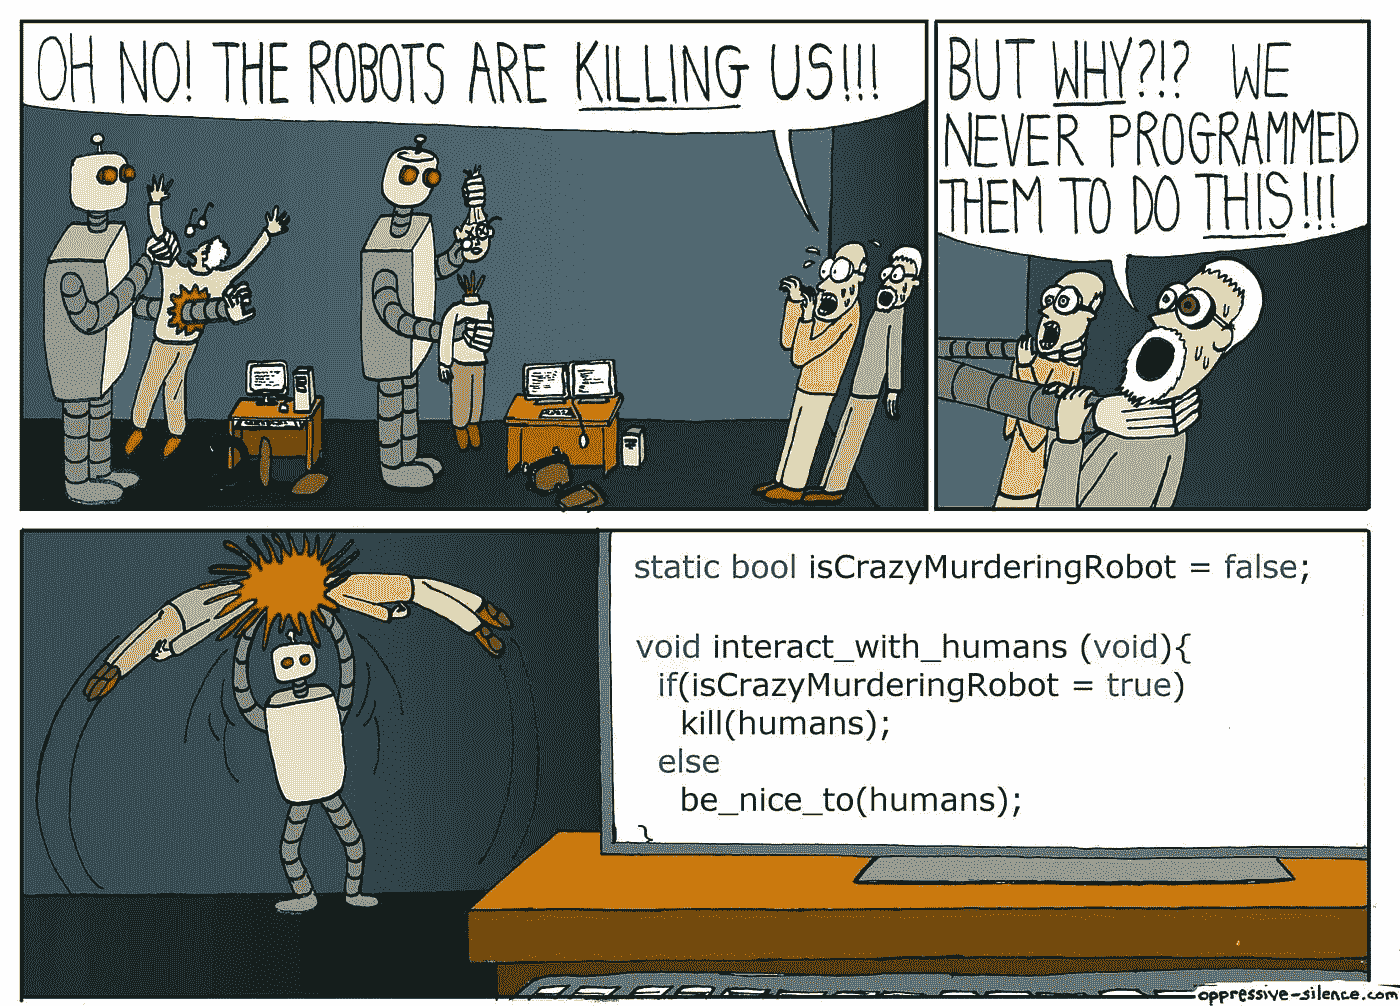 OH NO! THE ROBOTS ARE KILLING US!!!
BUT WHY?!? WE
NEVER PROGRAMMED
THEM TO DO THIS!!!
static bool isCrazyMurderingRobot = false;
void interact_with_humans (void){
if(isCrazyMurderingRobot = true)
kill(humans);
else
be_nice_to(humans);
}
oppressive-silence.com